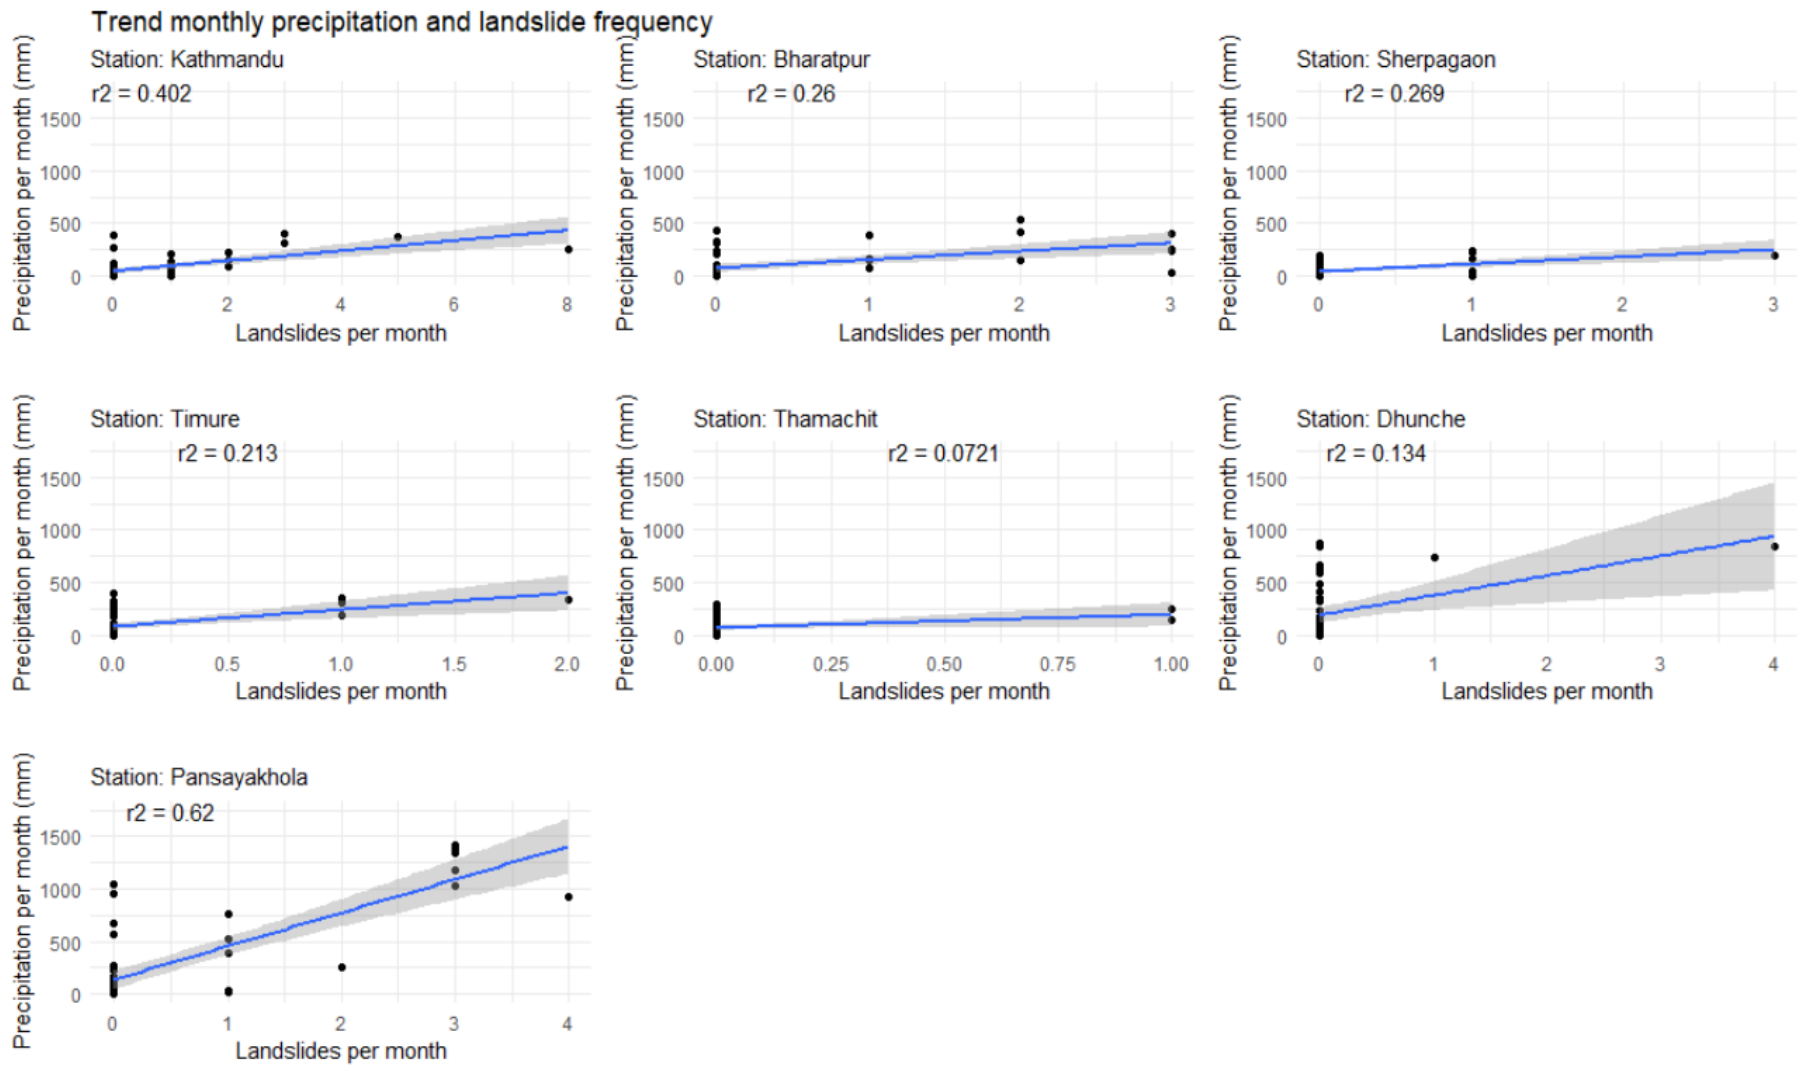 Trend monthly precipitation and landslide frequency
Station: Kathmandu
r2 = 0.402
Precipitation per month (mm)
1500
1000
500
0
0 2 4 6 8
Landslides per month
Station: Bharatpur
r2 = 0.26
Precipitation per month (mm)
1500
1000
500
0
0 1 2 3
Landslides per month
Station: Sherpagaon
r2 = 0.269
Precipitation per month (mm)
1500
1000
500
0
0 1 2 3
Landslides per month
Station: Timure
r2 = 0.213
Precipitation per month (mm)
1500
1000
500
0
0.0 0.5 1.0 1.5 2.0
Landslides per month
Station: Thamachit
r2 = 0.0721
Precipitation per month (mm)
1500
1000
500
0
0.00 0.25 0.50 0.75 1.00
Landslides per month
Station: Dhunche
r2 = 0.134
Precipitation per month (mm)
1500
1000
500
0
0 1 2 3 4
Landslides per month
Station: Pansayakhola
r2 = 0.62
Precipitation per month (mm)
1500
1000
500
0
0 1 2 3 4
Landslides per month